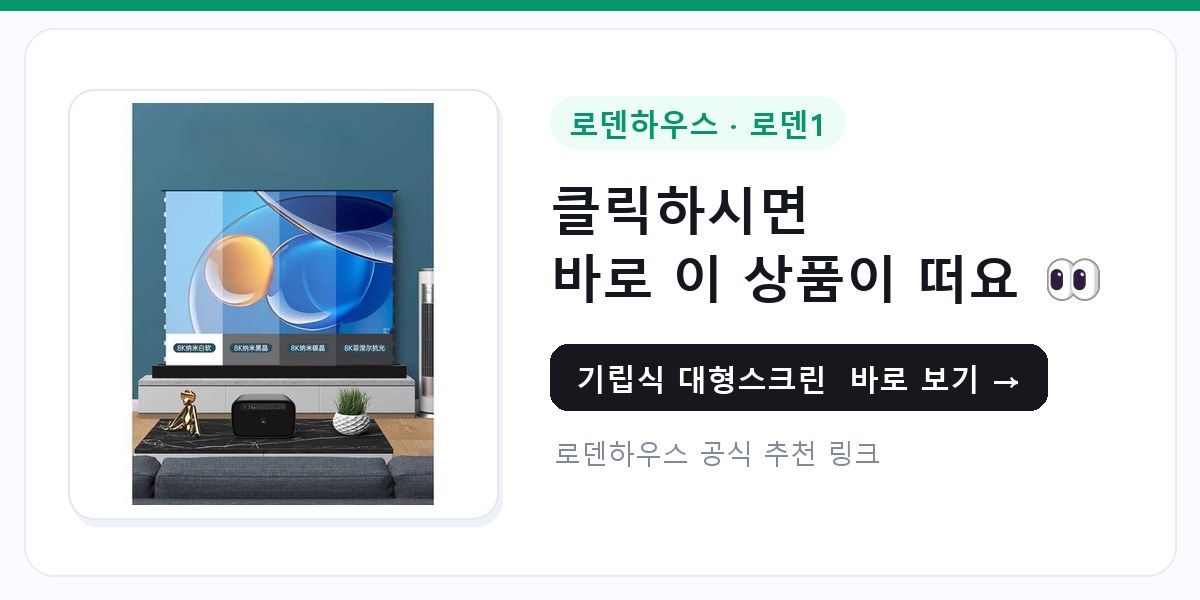 로덴하우스 · 로덴1
클릭하시면
바로 이 상품이 떠요 👀
기립식 대형스크린 바로 보기 →
로덴하우스 공식 추천 링크
8K纳米白软 8K纳米黑晶 8K纳米碳晶 8K菲涅尔抗光